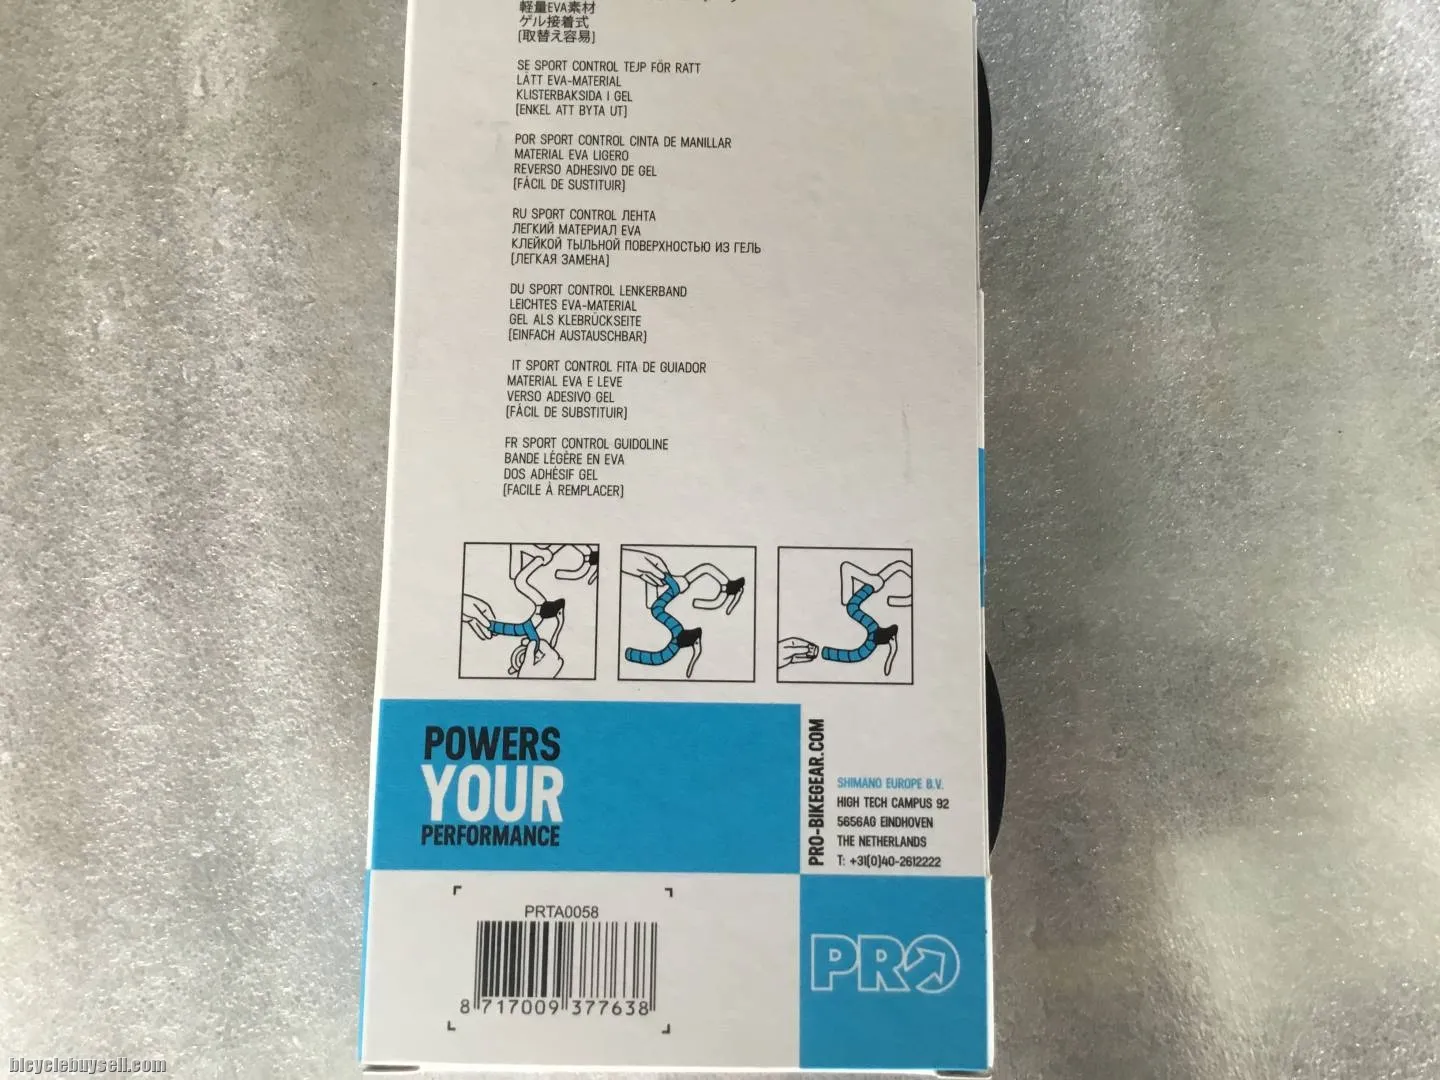 軽量EVA素材
ゲル接着式
[取替え容易]
SE SPORT CONTROL TEJP FÖR RATT
LÄTT EVA-MATERIAL
KLISTERBAKSIDA I GEL
[ENKEL ATT BYTA UT]
POR SPORT CONTROL CINTA DE MANILLAR
MATERIAL EVA LIGERO
REVERSO ADHESIVO DE GEL
[FÁCIL DE SUSTITUIR]
RU SPORT CONTROL ЛЕНТА
ЛЕГКИЙ МАТЕРИАЛ EVA
КЛЕЙКОЙ ТЫЛЬНОЙ ПОВЕРХНОСТЬЮ ИЗ ГЕЛЬ
[ЛЕГКАЯ ЗАМЕНА]
DU SPORT CONTROL LENKERBAND
LEICHTES EVA-MATERIAL
GEL ALS KLEBRÜCKSEITE
[EINFACH AUSTAUSCHBAR]
IT SPORT CONTROL FITA DE GUIADOR
MATERIAL EVA E LEVE
VERSO ADESIVO GEL
[FÁCIL DE SUBSTITUIR]
FR SPORT CONTROL GUIDOLINE
BANDE LÉGÈRE EN EVA
DOS ADHÉSIF GEL
[FACILE À REMPLACER]
POWERS
YOUR
PERFORMANCE
PRO-BIKEGEAR.COM
SHIMANO EUROPE B.V.
HIGH TECH CAMPUS 92
5656AG EINDHOVEN
THE NETHERLANDS
T: +31(0)40-2612222
PRTA0058
8 717009 377638
PRO
bicyclebuysell.com